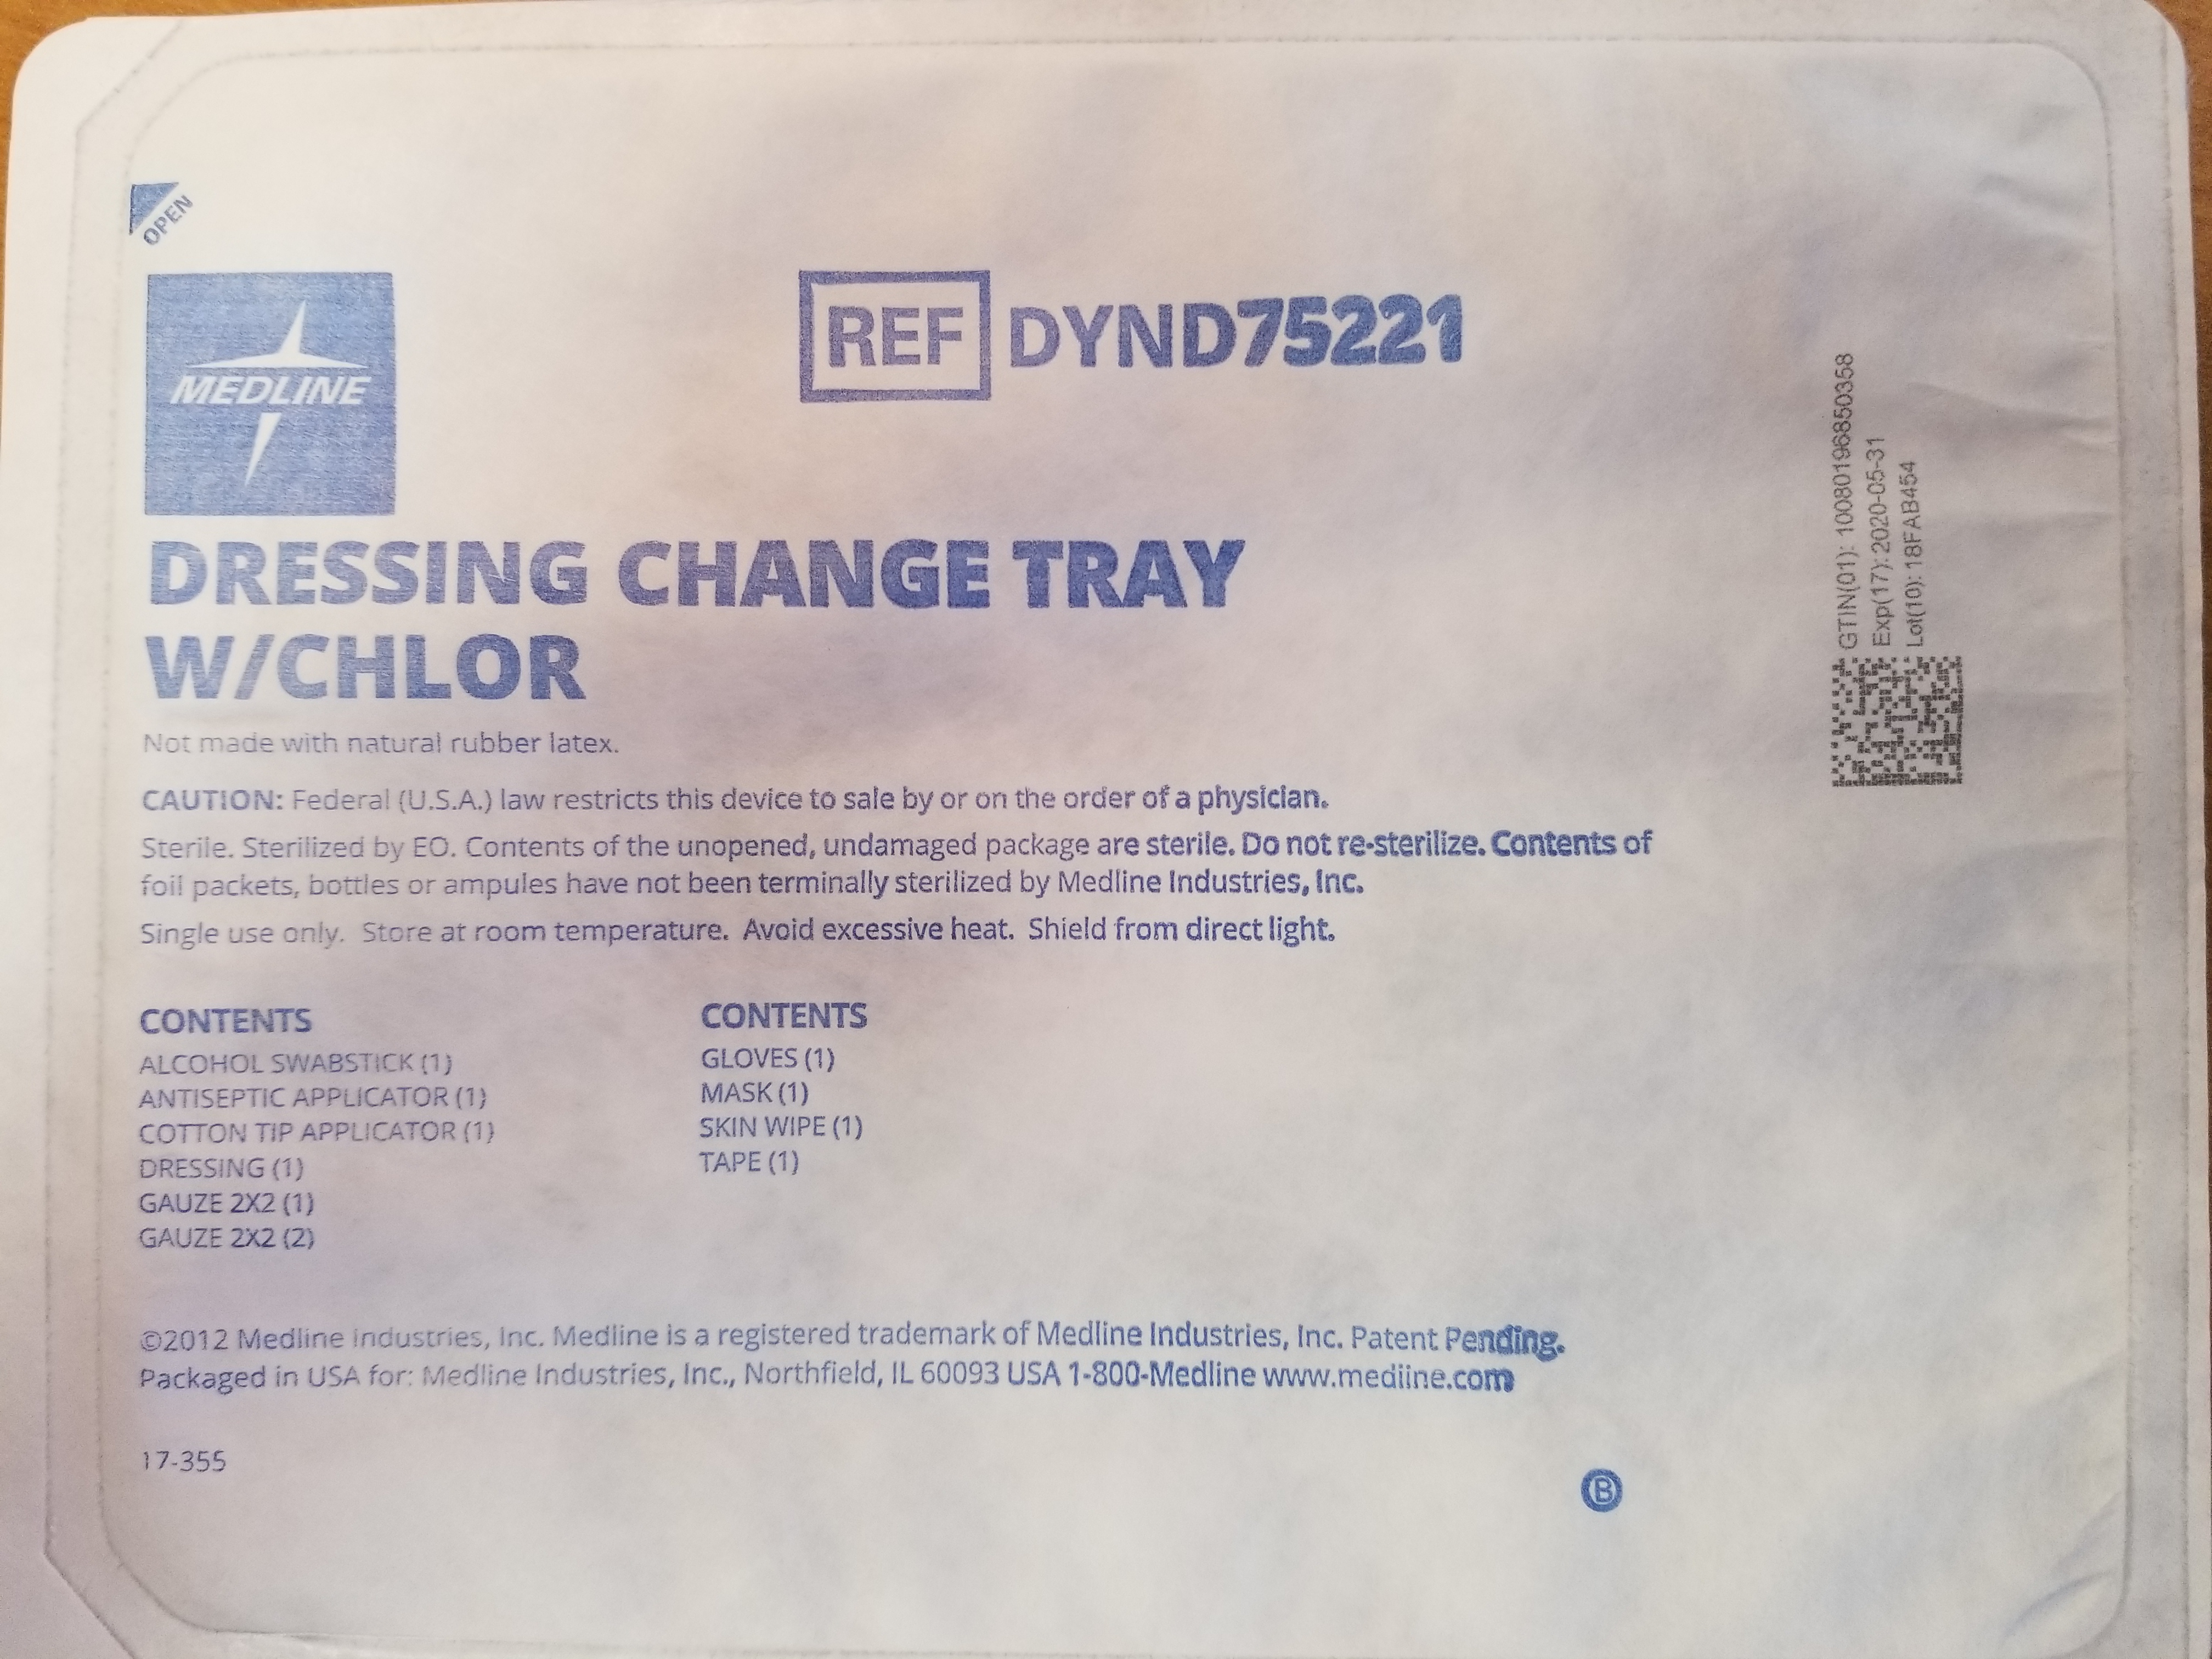 OPEN
MEDLINE
REF DYND75221
DRESSING CHANGE TRAY
W/CHLOR
Not made with natural rubber latex.
CAUTION: Federal (U.S.A.) law restricts this device to sale by or on the order of a physician.
Sterile. Sterilized by EO. Contents of the unopened, undamaged package are sterile. Do not re-sterilize. Contents of
foil packets, bottles or ampules have not been terminally sterilized by Medline Industries, Inc.
Single use only. Store at room temperature. Avoid excessive heat. Shield from direct light.
CONTENTS
ALCOHOL SWABSTICK (1)
ANTISEPTIC APPLICATOR (1)
COTTON TIP APPLICATOR (1)
DRESSING (1)
GAUZE 2X2 (1)
GAUZE 2X2 (2)
CONTENTS
GLOVES (1)
MASK (1)
SKIN WIPE (1)
TAPE (1)
©2012 Medline Industries, Inc. Medline is a registered trademark of Medline Industries, Inc. Patent Pending.
Packaged in USA for: Medline Industries, Inc., Northfield, IL 60093 USA 1-800-Medline www.medline.com
17-355
B
GTIN(01): 10080196850358
Exp(17): 2020-05-31
Lot(10): 18FAB454